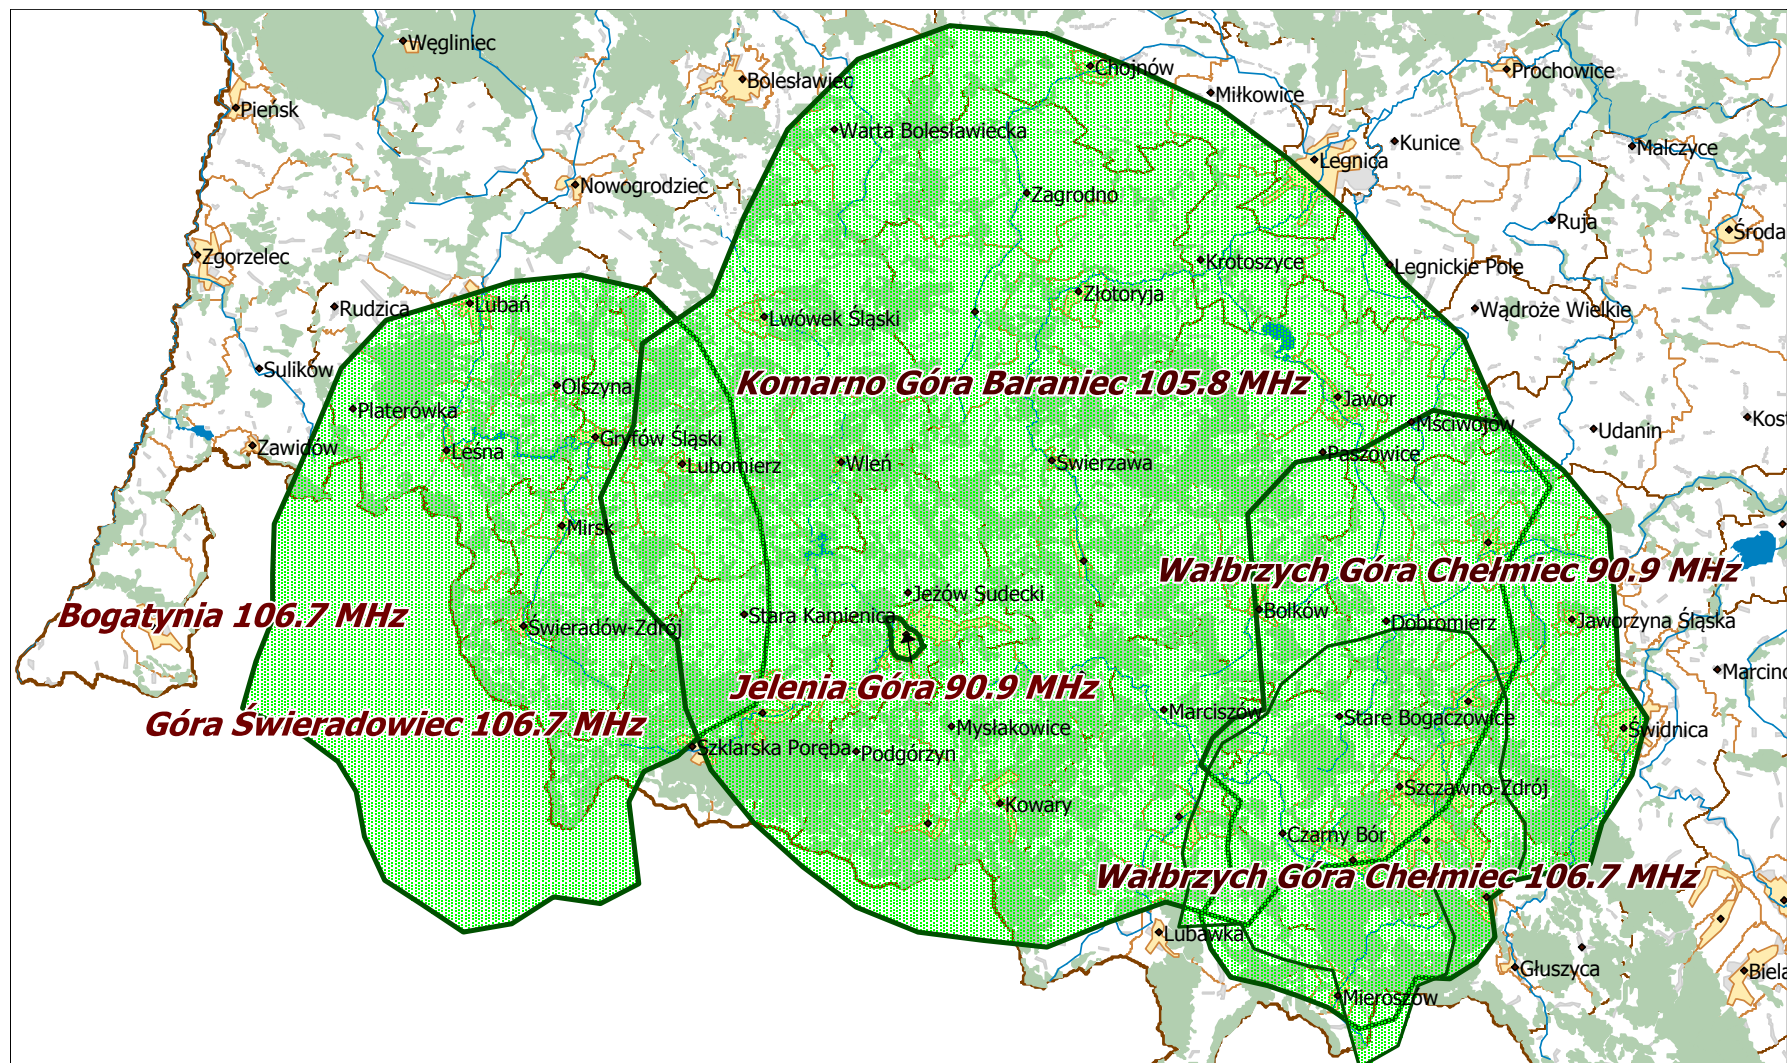 Węgliniec
Bolesławiec
Chojnów
Prochowice
Miłkowice
Pieńsk
Warta Bolesławiecka
Kunice
Malczyce
Legnica
Nowogrodziec
Zagrodno
Ruja
Środa
Zgorzelec
Krotoszyce
Legnickie Pole
Złotoryja
Rudzica
Lubań
Lwówek Śląski
Wądroże Wielkie
Sulików
Komarno Góra Baraniec 105.8 MHz
Olszyna
Jawor
Platerówka
Mściwojów
Kos
Udanin
Zawidów
Leśna
Gryfów Śląski
Lubomierz
Wleń
Świerzawa
Paszowice
Mirsk
Wałbrzych Góra Chełmiec 90.9 MHz
Jeżów Sudecki
Bolków
Bogatynia 106.7 MHz
Stara Kamienica
Dobromierz
Jaworzyna Śląska
Świeradów-Zdrój
Marcino
Jelenia Góra 90.9 MHz
Góra Świeradowiec 106.7 MHz
Marciszów
Stare Bogaczowice
Mysłakowice
Świdnica
Szklarska Poręba
Podgórzyn
Szczawno-Zdrój
Kowary
Czarny Bór
Wałbrzych Góra Chełmiec 106.7 MHz
Lubawka
Głuszyca
Biela
Mieroszów